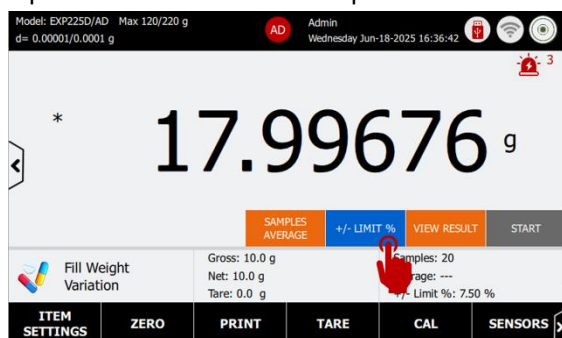 Model: EXP225D/AD Max 120/220 g
d= 0.00001/0.0001 g
AD
Admin
Wednesday Jun-18-2025 16:36:42
3
*
17.99676 g
SAMPLES
AVERAGE
+/- LIMIT %
VIEW RESULT
START
Fill Weight
Variation
Gross: 10.0 g
Net: 10.0 g
Tare: 0.0 g
Samples: 20
rage: ---
+/- Limit %: 7.50 %
ITEM
SETTINGS
ZERO
PRINT
TARE
CAL
SENSORS